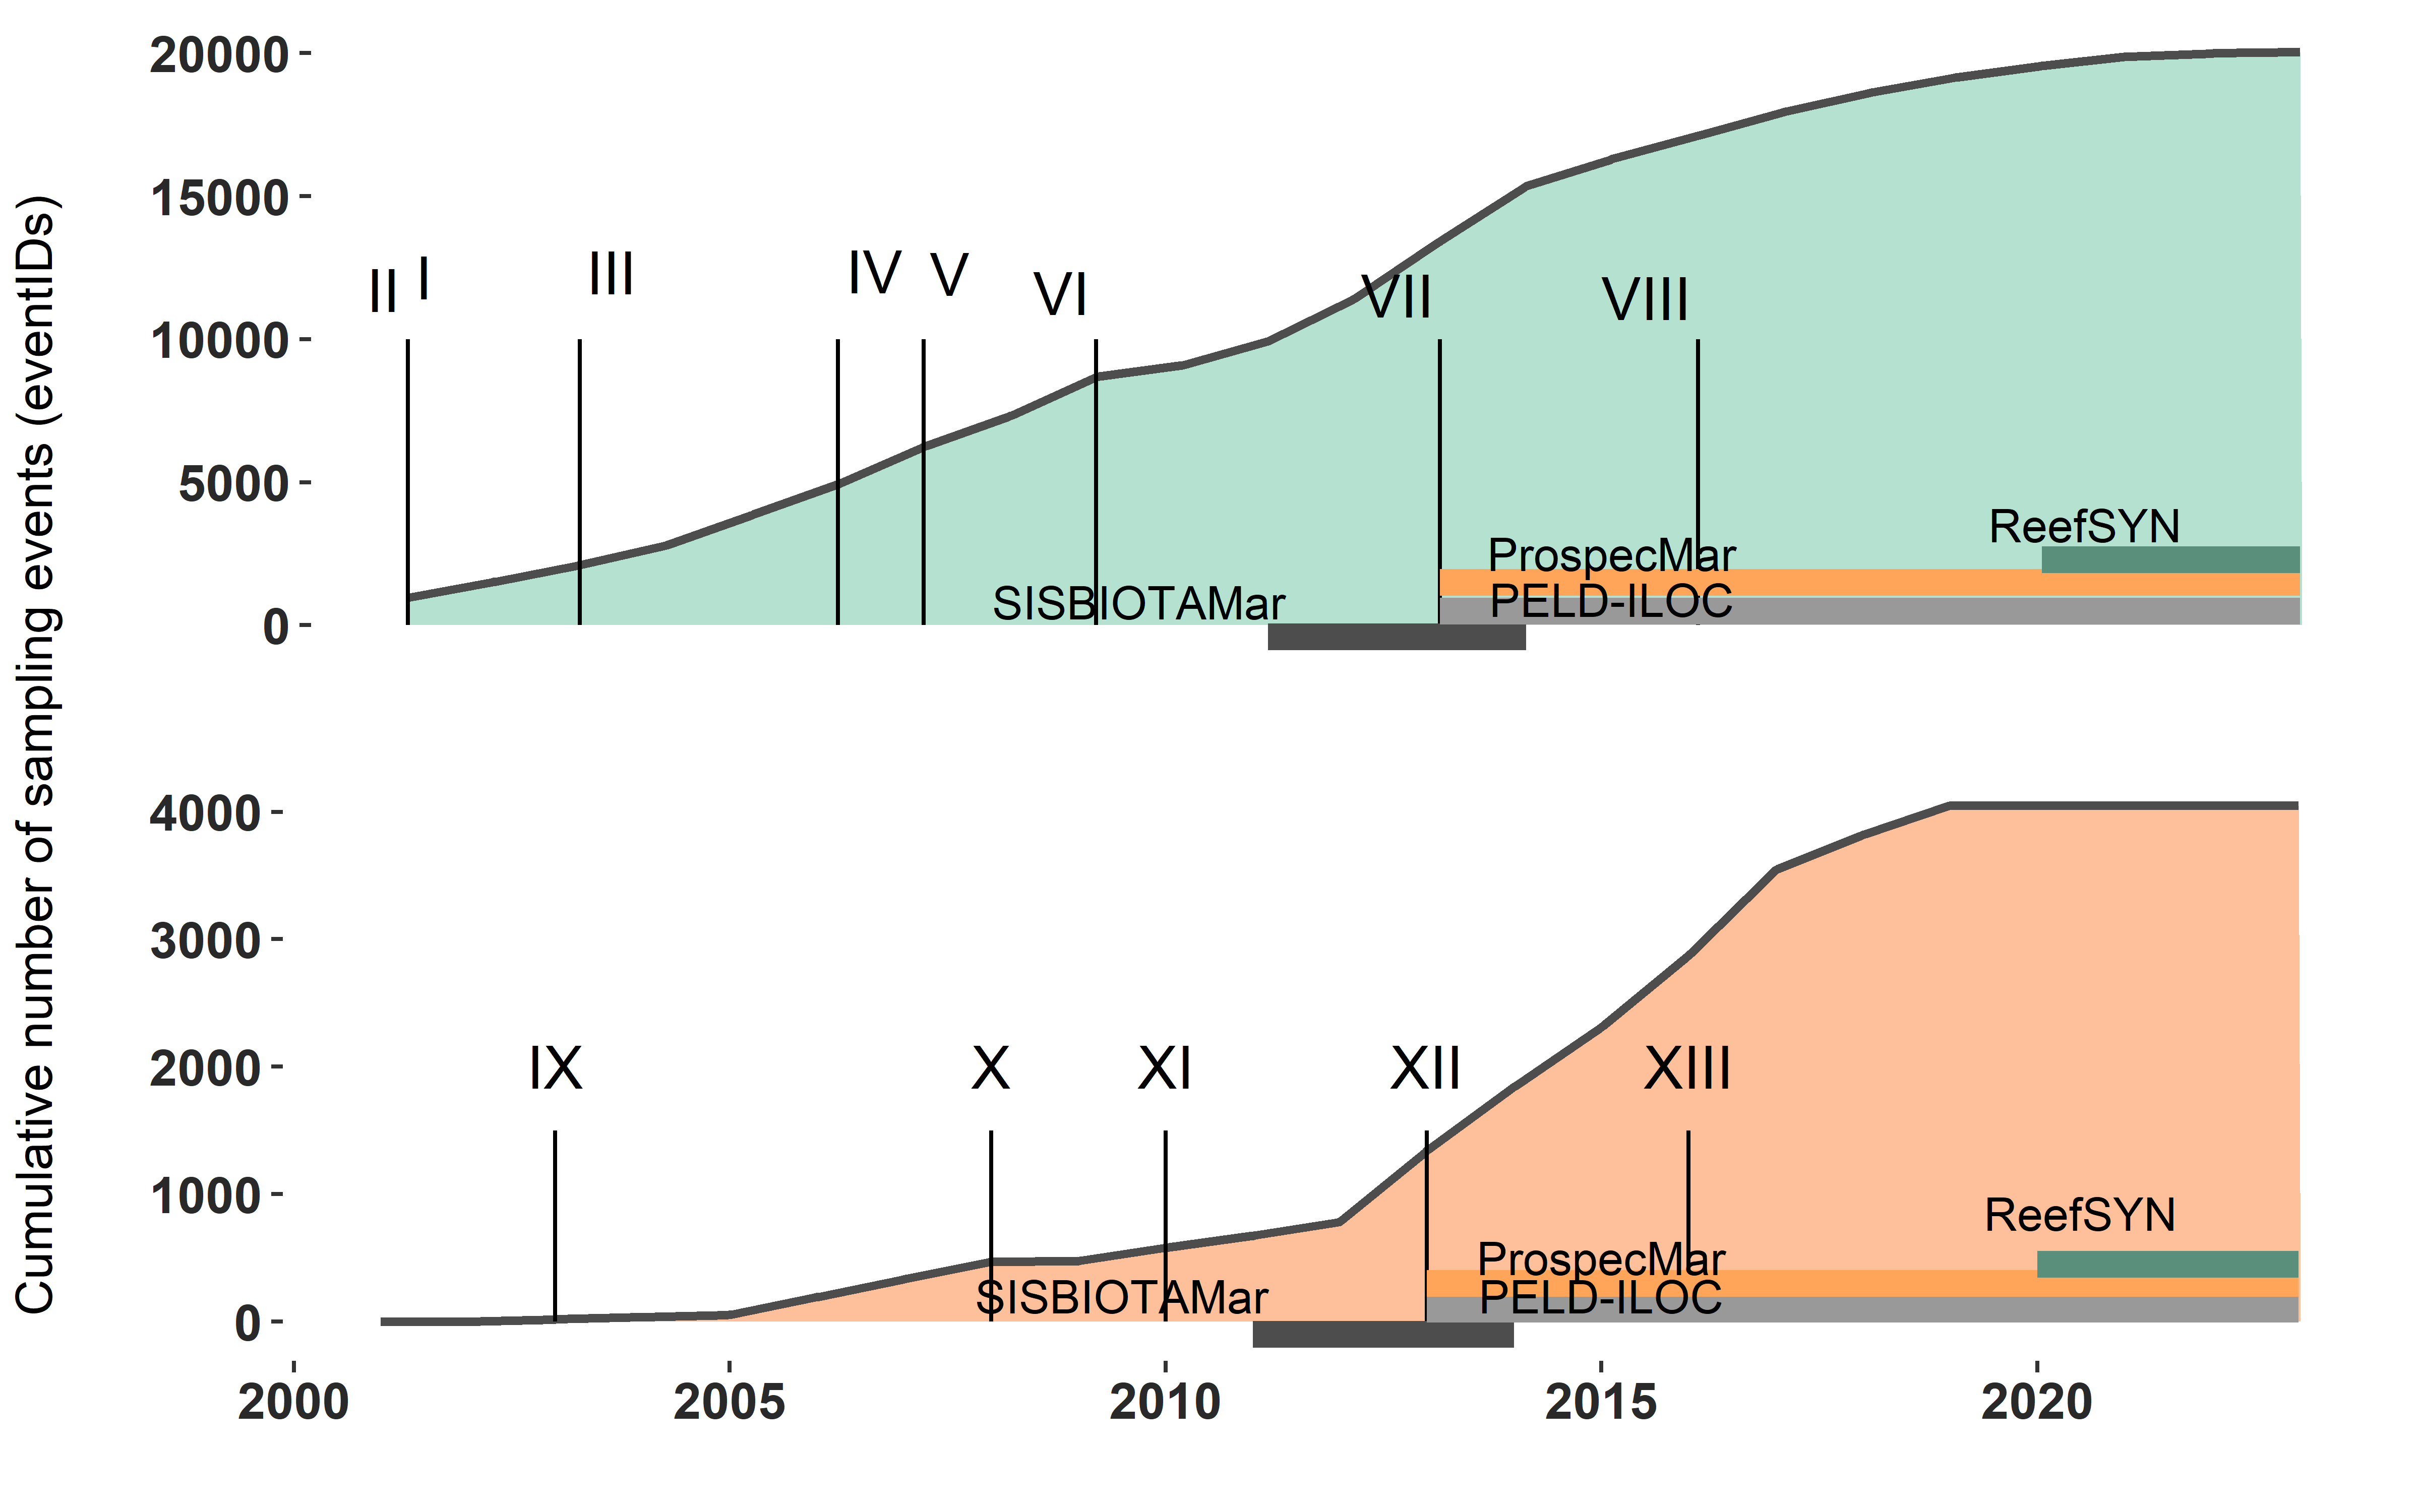 Cumulative number of sampling events (eventIDs)
20000
15000
10000
5000
0
II I III IV V VI VII VIII
ReefSYN
ProspecMar
SISBIOTAMar PELD-ILOC
4000
3000
2000
1000
0
IX X XI XII XIII
ReefSYN
ProspecMar
SISBIOTAMar PELD-ILOC
2000 2005 2010 2015 2020